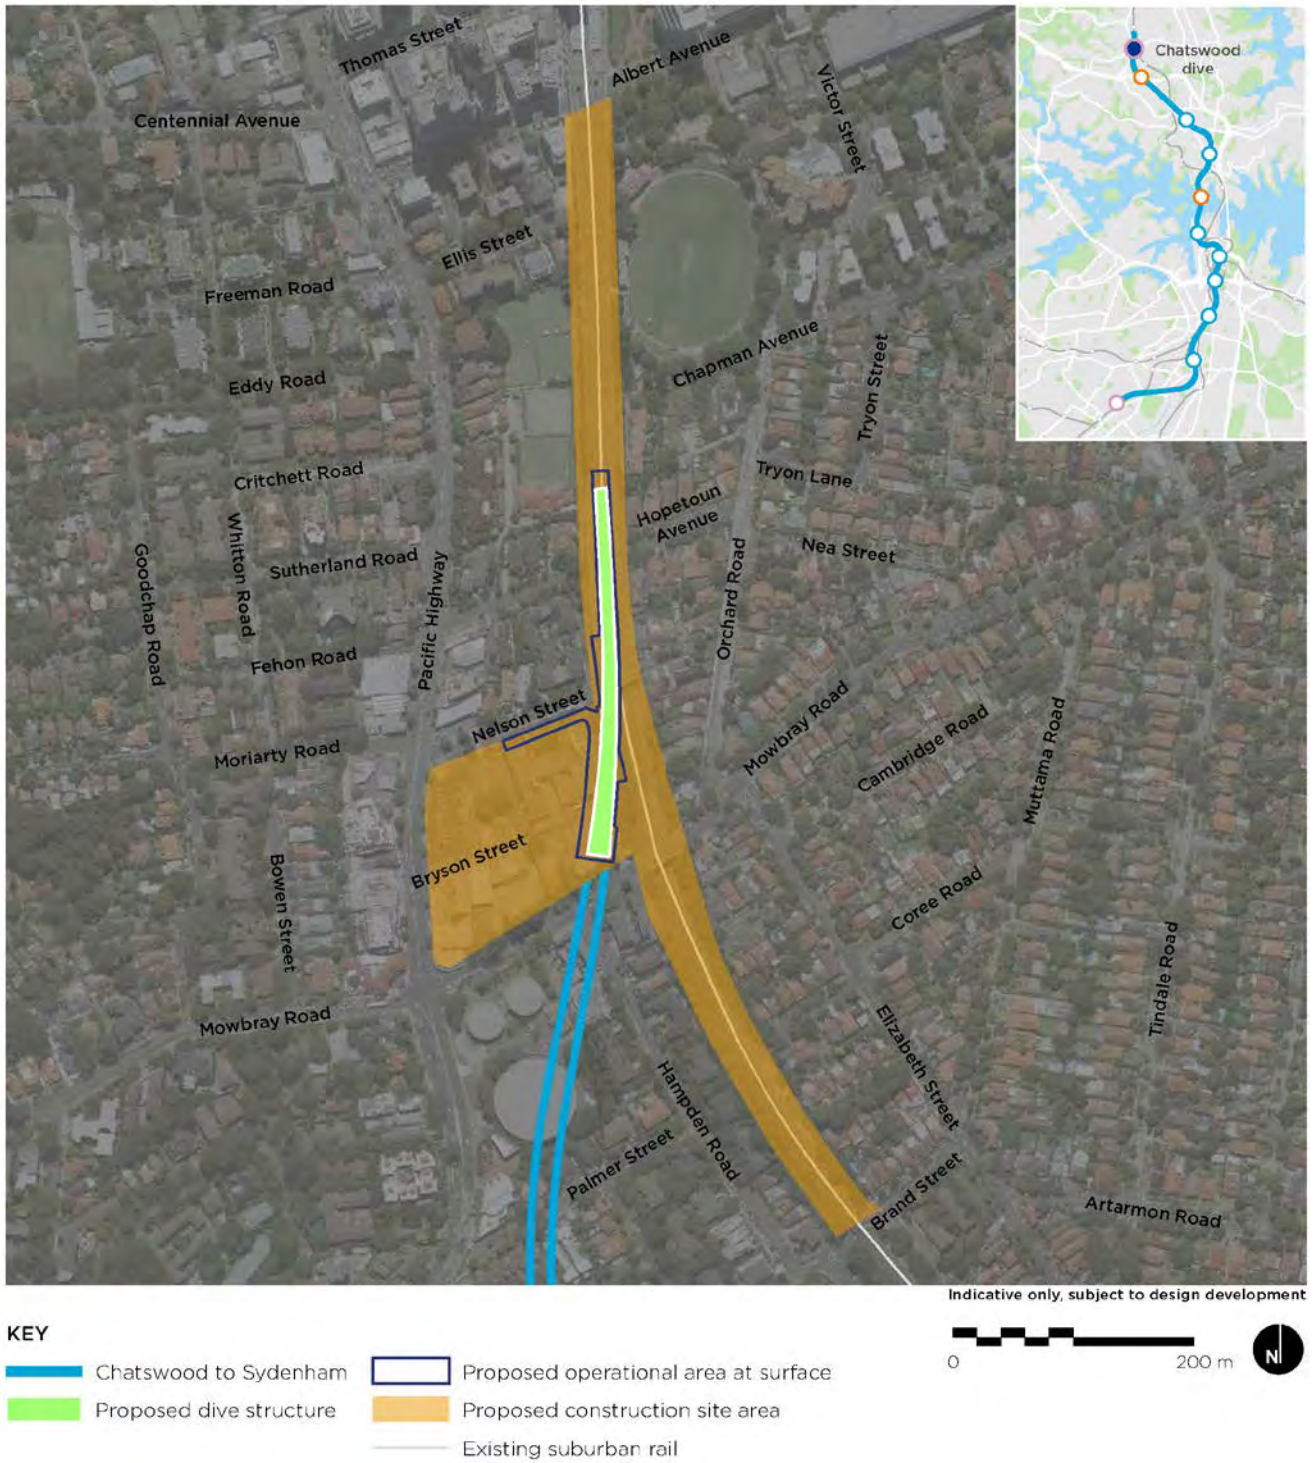 Thomas Street
Albert Avenue
Victor Street
Centennial Avenue
Chatswood
dive
Ellis Street
Freeman Road
Chapman Avenue
Tryon Street
Eddy Road
Critchett Road
Tryon Lane
Hopetoun
Avenue
Whitton Road
Goodchap Road
Sutherland Road
Nea Street
Orchard Road
Pacific Highway
Fehon Road
Nelson Street
Moriarty Road
Mowbray Road
Cambridge Road
Muttama Road
Bryson Street
Bowen Street
Coree Road
Tindale Road
Mowbray Road
Elizabeth Street
Hampden Road
Palmer Street
Brand Street
Artarmon Road
Indicative only, subject to design development
KEY
Chatswood to Sydenham
Proposed operational area at surface
Proposed dive structure
Proposed construction site area
Existing suburban rail
0
200 m
N